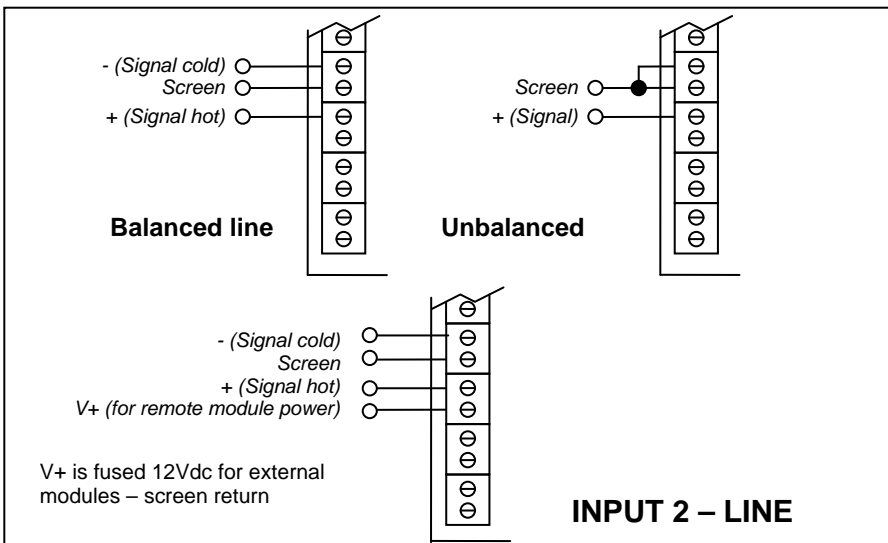 - (Signal cold)
Screen
+ (Signal hot)
Balanced line
Screen
+ (Signal)
Unbalanced
- (Signal cold)
Screen
+ (Signal hot)
V+ (for remote module power)
V+ is fused 12Vdc for external
modules – screen return
INPUT 2 – LINE